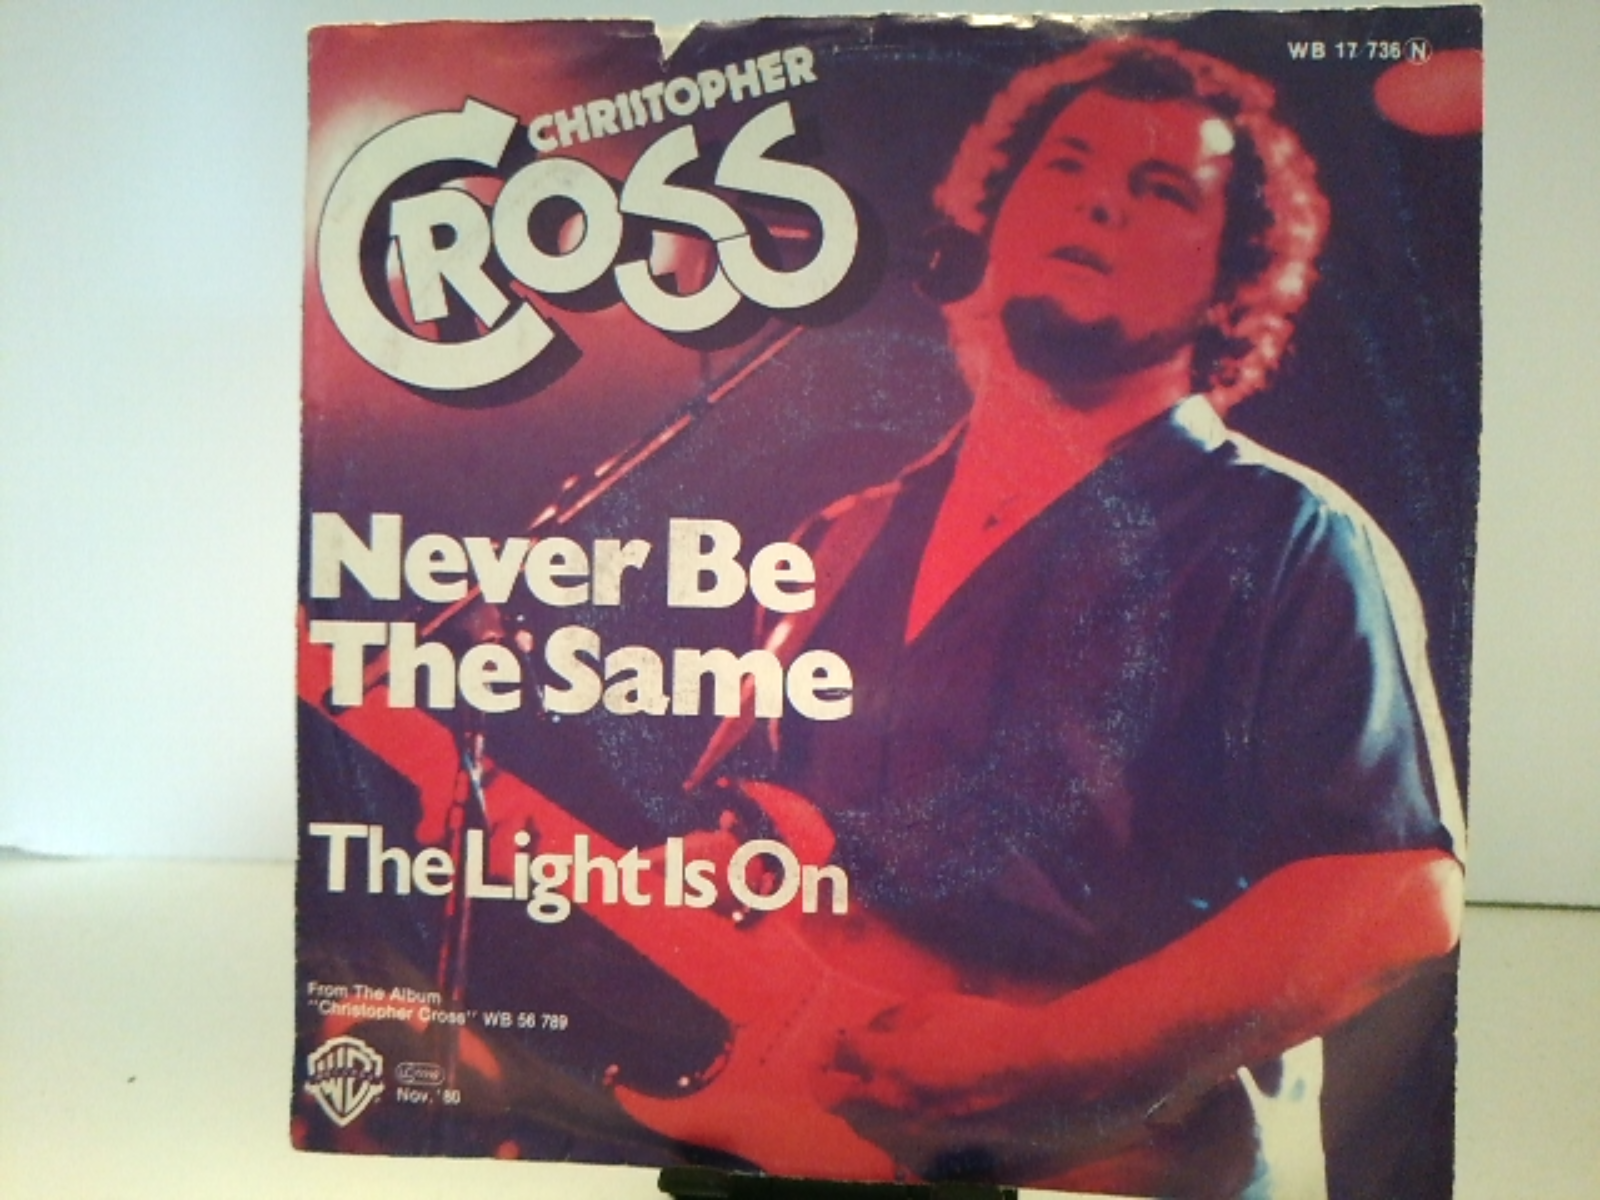 WB 17 736 N
CHRISTOPHER
CROSS
Never Be
The Same
The Light Is On
From The Album
"Christopher Cross" WB 56 789
Nov. '80